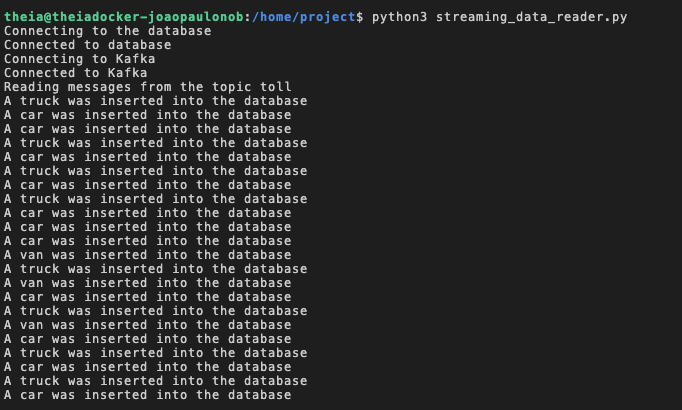 theia@theiadocker-joaopaulonob:/home/project$ python3 streaming_data_reader.py
Connecting to the database
Connected to database
Connecting to Kafka
Connected to Kafka
Reading messages from the topic toll
A truck was inserted into the database
A car was inserted into the database
A car was inserted into the database
A truck was inserted into the database
A car was inserted into the database
A truck was inserted into the database
A car was inserted into the database
A truck was inserted into the database
A car was inserted into the database
A car was inserted into the database
A car was inserted into the database
A van was inserted into the database
A truck was inserted into the database
A van was inserted into the database
A car was inserted into the database
A truck was inserted into the database
A van was inserted into the database
A car was inserted into the database
A truck was inserted into the database
A car was inserted into the database
A truck was inserted into the database
A car was inserted into the database